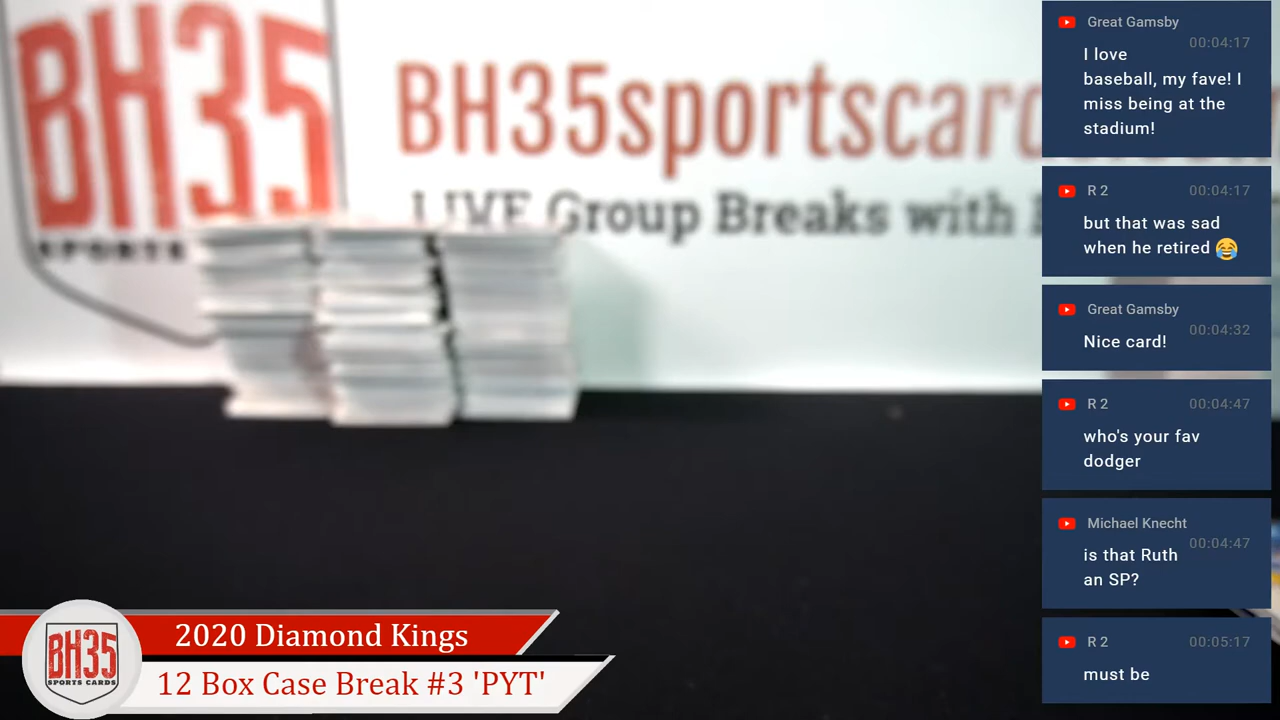 BH35
SPORTS
BH35sportscard
LIVE Group Breaks with
Great Gamsby
00:04:17
I love
baseball, my fave! I
miss being at the
stadium!
R 2
00:04:17
but that was sad
when he retired 😂
Great Gamsby
00:04:32
Nice card!
R 2
00:04:47
who's your fav
dodger
Michael Knecht
00:04:47
is that Ruth
an SP?
R 2
00:05:17
must be
2020 Diamond Kings
12 Box Case Break #3 'PYT'
BH35
SPORTS CARDS